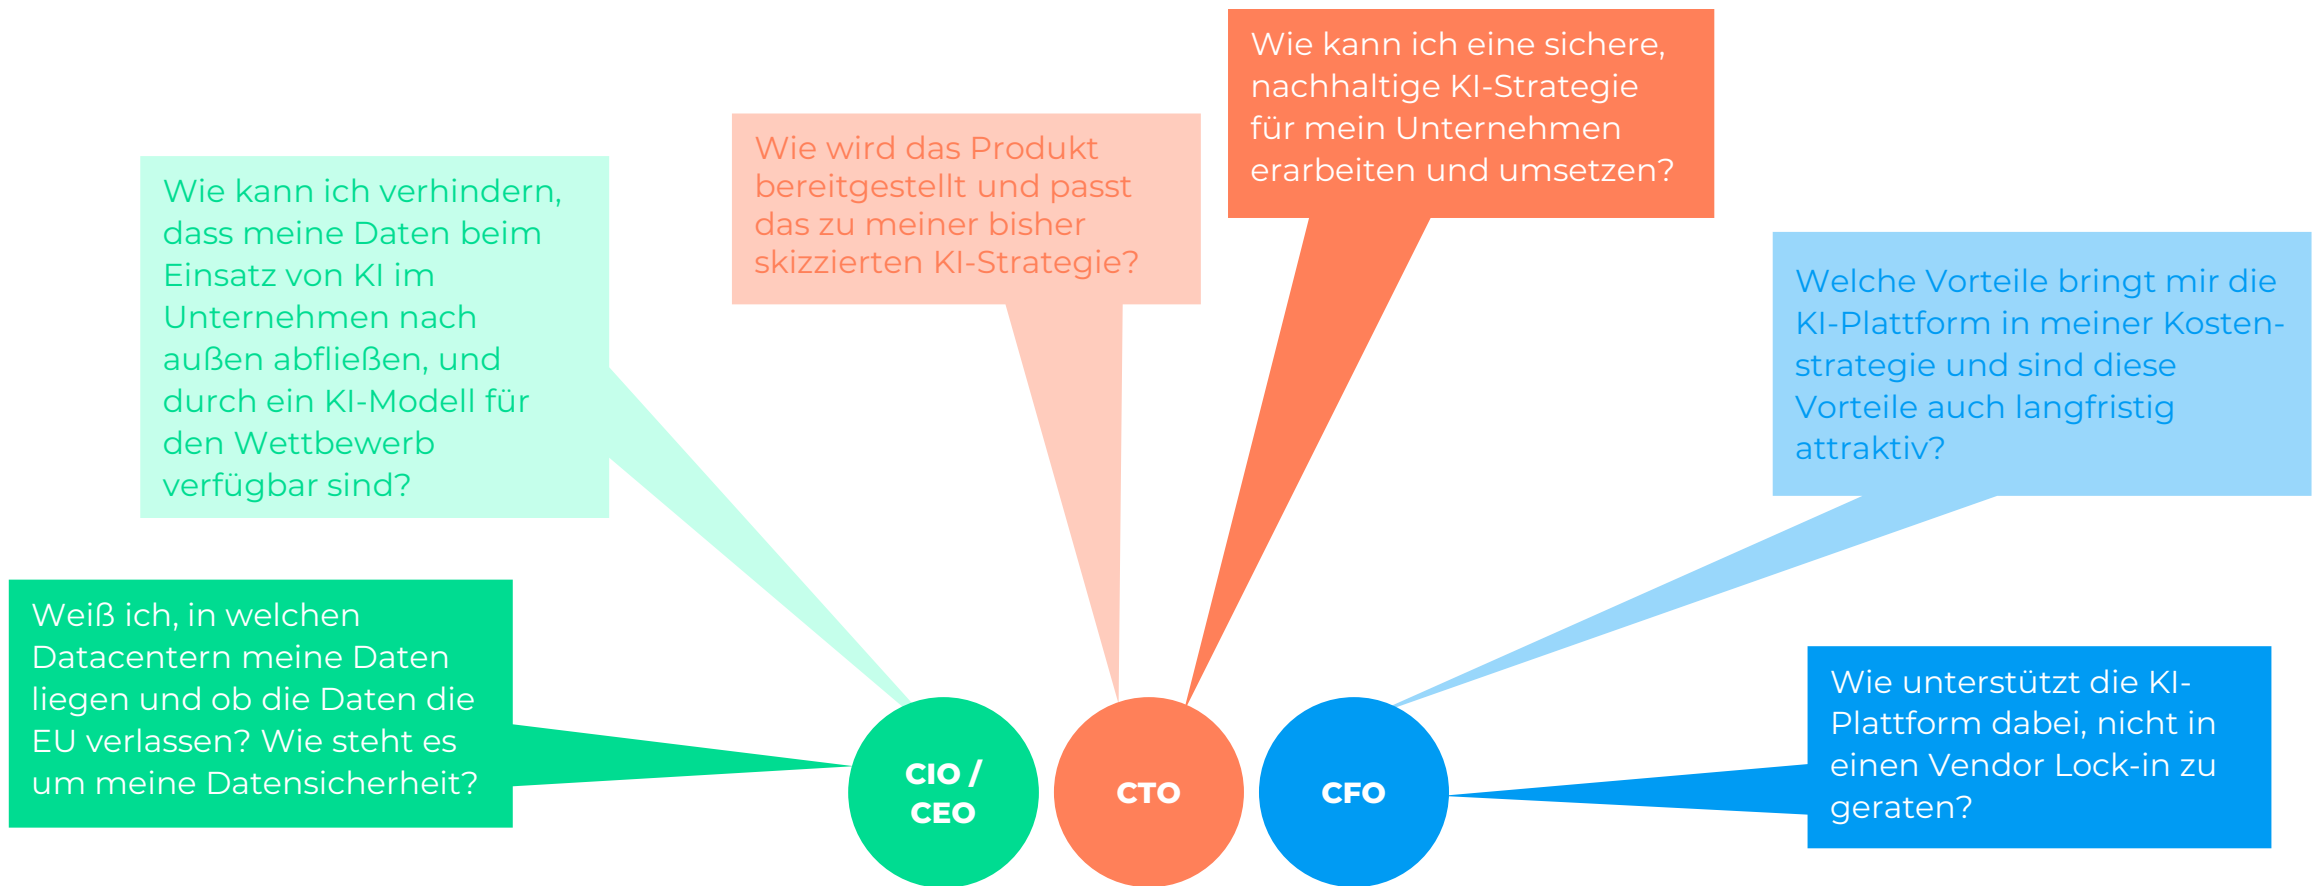 Wie kann ich eine sichere,
nachhaltige KI-Strategie
für mein Unternehmen
erarbeiten und umsetzen?
Wie wird das Produkt
bereitgestellt und passt
das zu meiner bisher
skizzierten KI-Strategie?
Wie kann ich verhindern,
dass meine Daten beim
Einsatz von KI im
Unternehmen nach
außen abfließen, und
durch ein KI-Modell für
den Wettbewerb
verfügbar sind?
Welche Vorteile bringt mir die
KI-Plattform in meiner Kosten-
strategie und sind diese
Vorteile auch langfristig
attraktiv?
Weiß ich, in welchen
Datacentern meine Daten
liegen und ob die Daten die
EU verlassen? Wie steht es
um meine Datensicherheit?
Wie unterstützt die KI-
Plattform dabei, nicht in
einen Vendor Lock-in zu
geraten?
CIO /
CEO
CTO
CFO